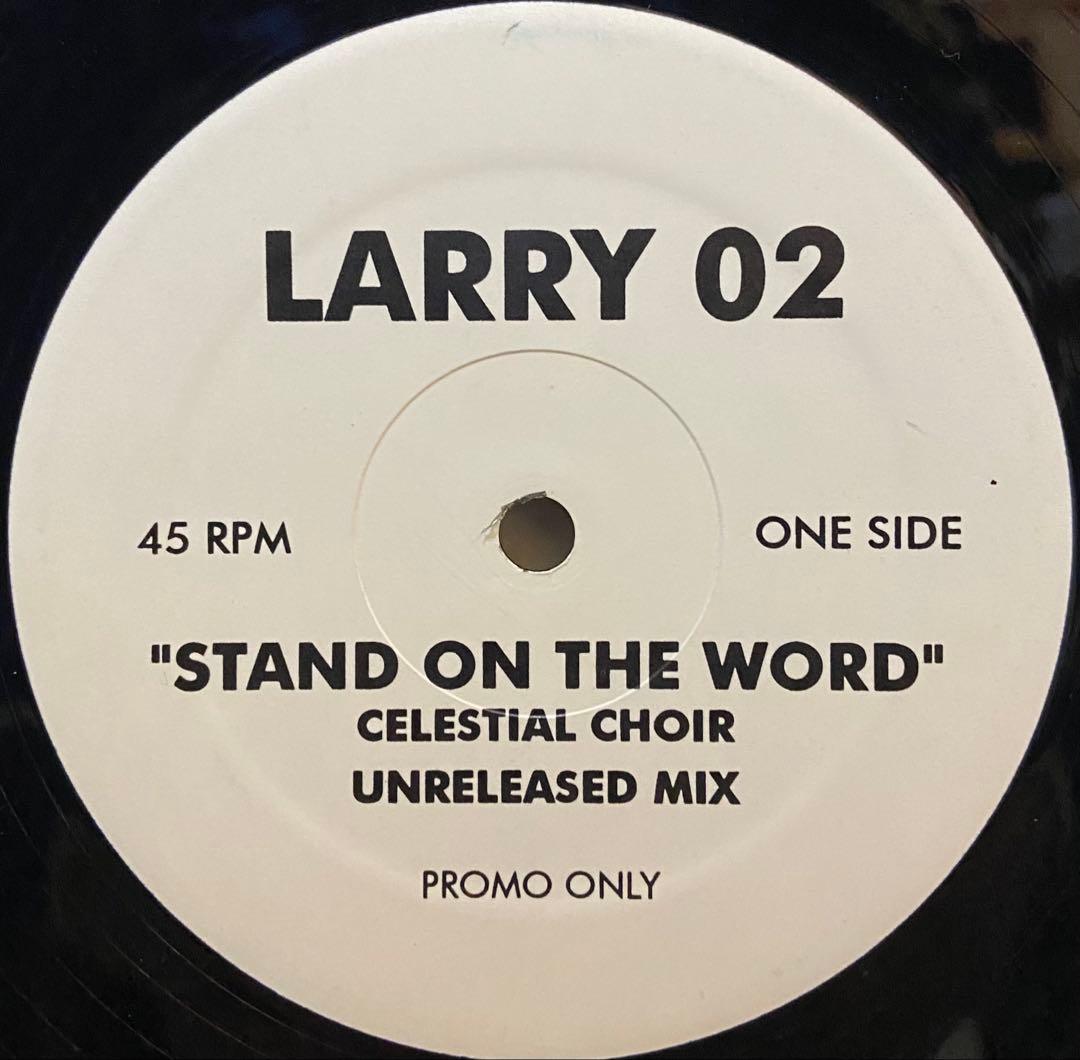 LARRY 02
45 RPM
ONE SIDE
"STAND ON THE WORD"
CELESTIAL CHOIR
UNRELEASED MIX
PROMO ONLY